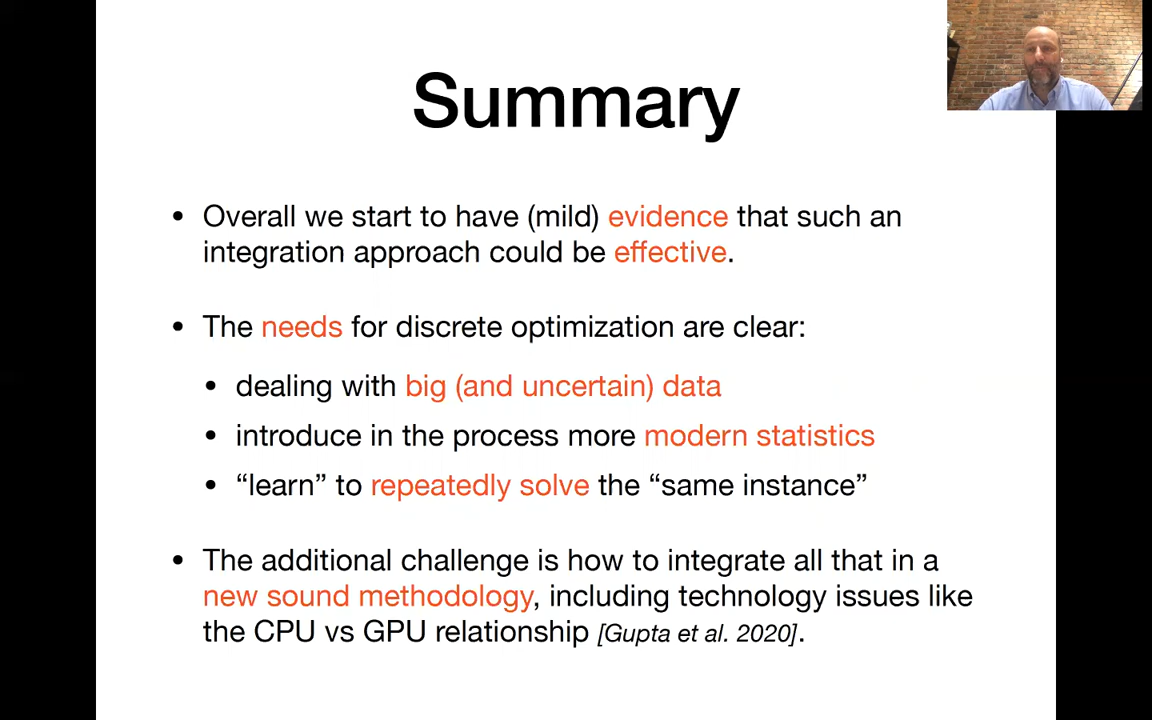 Summary
• Overall we start to have (mild) evidence that such an
integration approach could be effective.
• The needs for discrete optimization are clear:
• dealing with big (and uncertain) data
• introduce in the process more modern statistics
• “learn” to repeatedly solve the “same instance”
• The additional challenge is how to integrate all that in a
new sound methodology, including technology issues like
the CPU vs GPU relationship [Gupta et al. 2020].